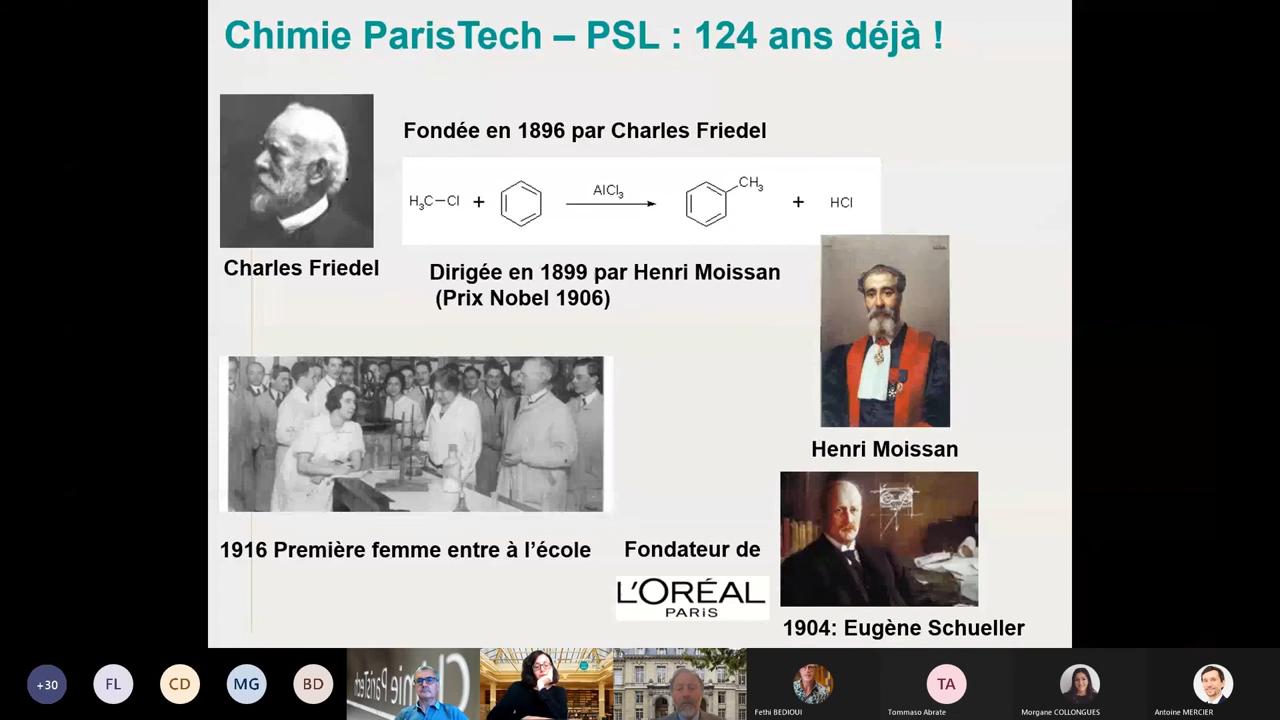 Chimie ParisTech – PSL : 124 ans déjà !
Fondée en 1896 par Charles Friedel
H₃C–Cl + AlCl₃ CH₃ + HCl
Charles Friedel
Dirigée en 1899 par Henri Moissan
(Prix Nobel 1906)
Henri Moissan
1916 Première femme entre à l'école
Fondateur de
L'ORÉAL
PARIS
1904: Eugène Schueller
+30
FL
CD
MG
BD
Fethi BEDIOUI
TA
Tommaso Abrate
Morgane COLLONGUES
Antoine MERCIER